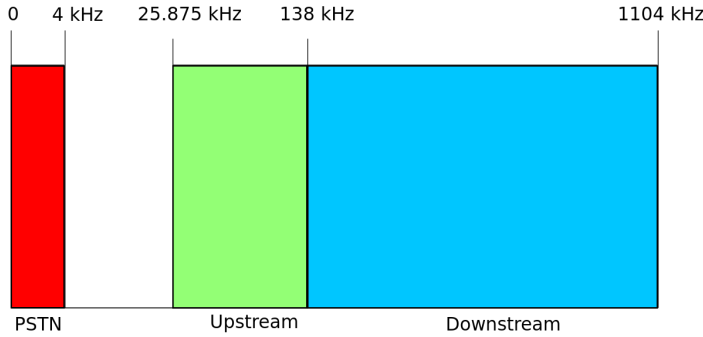 0 4 kHz 25.875 kHz 138 kHz 1104 kHz
PSTN Upstream Downstream